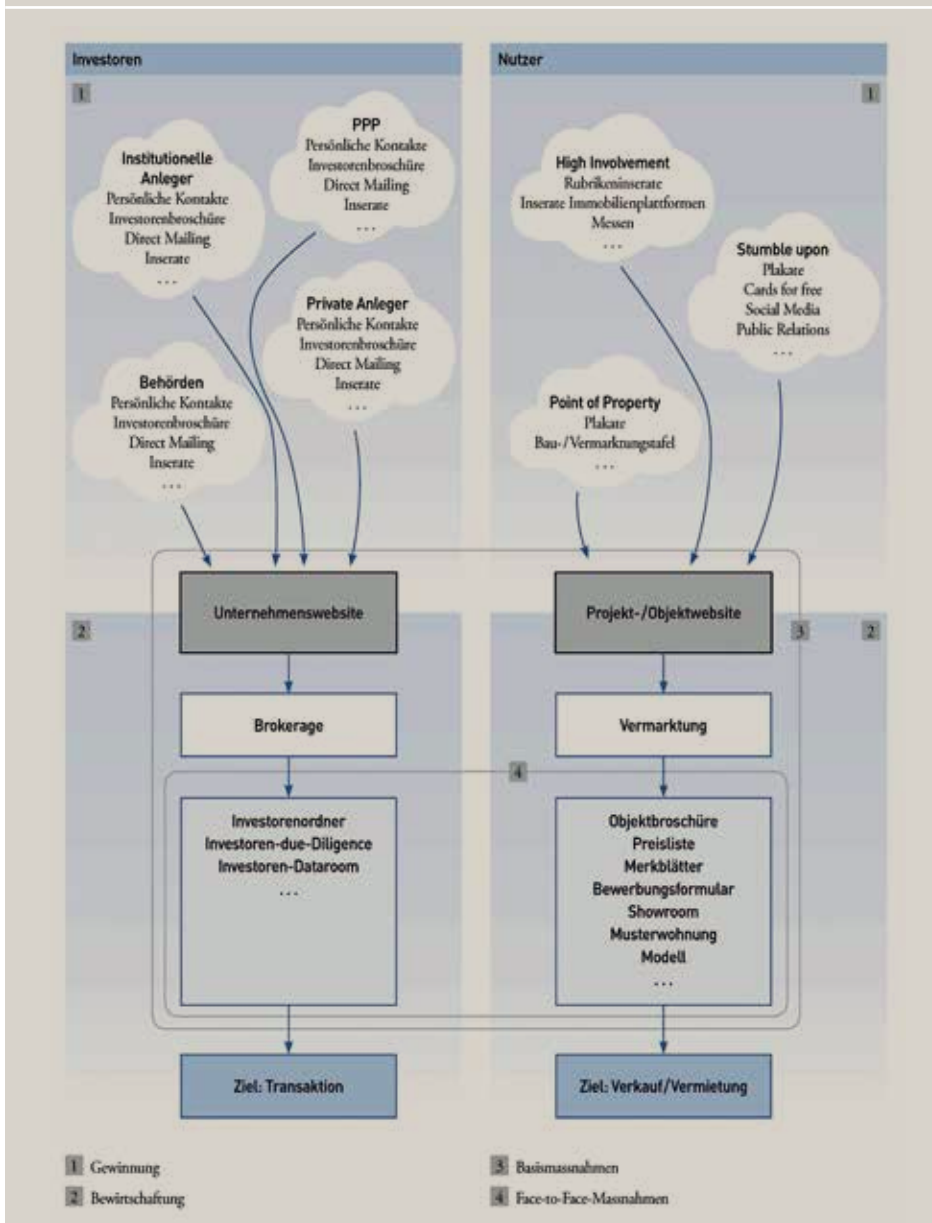 Investoren
1
Institutionelle
Anleger
Persönliche Kontakte
Investorenbroschüre
Direct Mailing
Inserate
...
PPP
Persönliche Kontakte
Investorenbroschüre
Direct Mailing
Inserate
...
Private Anleger
Persönliche Kontakte
Investorenbroschüre
Direct Mailing
Inserate
...
Behörden
Persönliche Kontakte
Investorenbroschüre
Direct Mailing
Inserate
...
Nutzer
1
High Involvement
Rubrikeninserate
Inserate Immobilienplattformen
Messen
...
Stumble upon
Plakate
Cards for free
Social Media
Public Relations
...
Point of Property
Plakate
Bau-/Vermarktungstafel
...
2
Unternehmenswebsite
Brokerage
Investorenordner
Investoren-due-Diligence
Investoren-Dataroom
...
Ziel: Transaktion
Projekt-/Objektwebsite
3
2
Vermarktung
4
Objektbroschüre
Preisliste
Merkblätter
Bewerbungsformular
Showroom
Musterwohnung
Modell
...
Ziel: Verkauf/Vermietung
1 Gewinnung
2 Bewirtschaftung
3 Basismassnahmen
4 Face-to-Face-Massnahmen